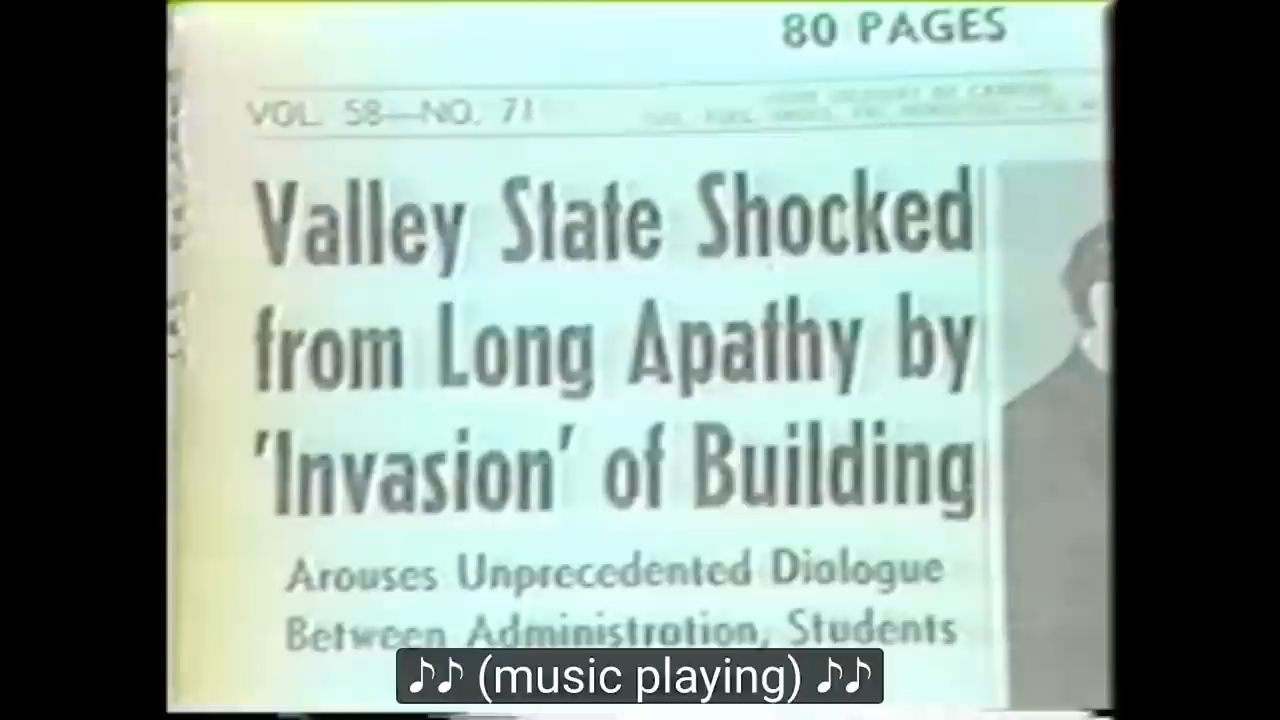 80 PAGES
VOL. 58—NO. 71
Valley State Shocked
from Long Apathy by
'Invasion' of Building
Arouses Unprecedented Dialogue
Between Administration, Students
♪♪ (music playing) ♪♪